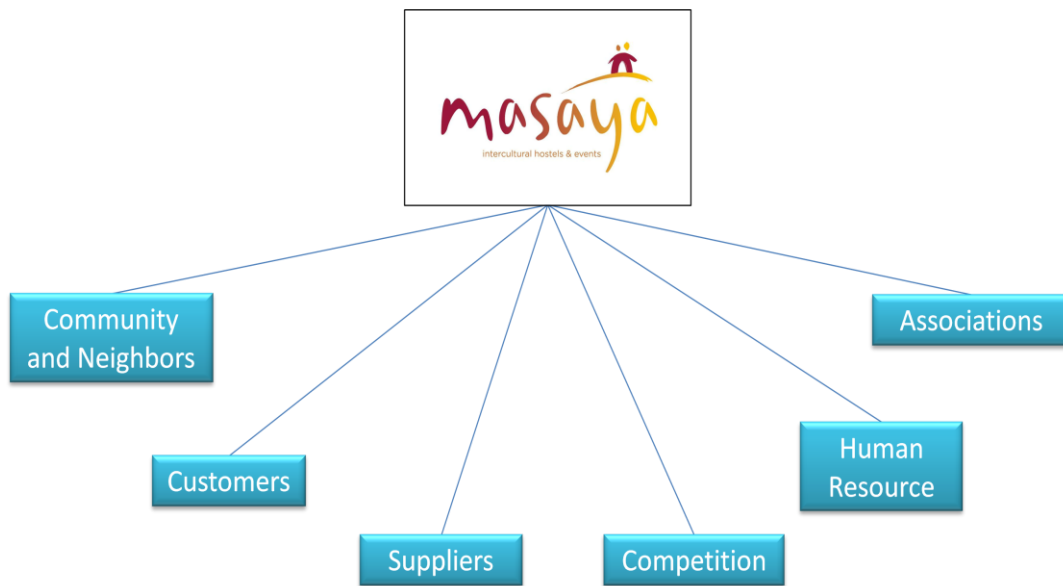 masaya
intercultural hostels & events
Community
and Neighbors
Associations
Customers
Human
Resource
Suppliers
Competition